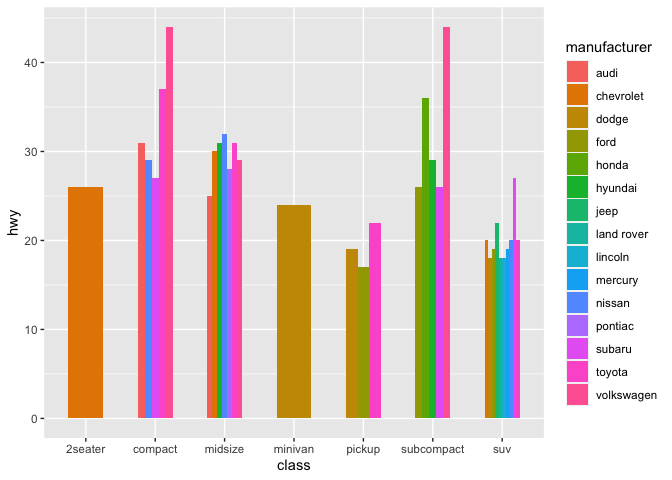 hwy
40
30
20
10
0
2seater compact midsize minivan pickup subcompact suv
class
manufacturer
audi
chevrolet
dodge
ford
honda
hyundai
jeep
land rover
lincoln
mercury
nissan
pontiac
subaru
toyota
volkswagen